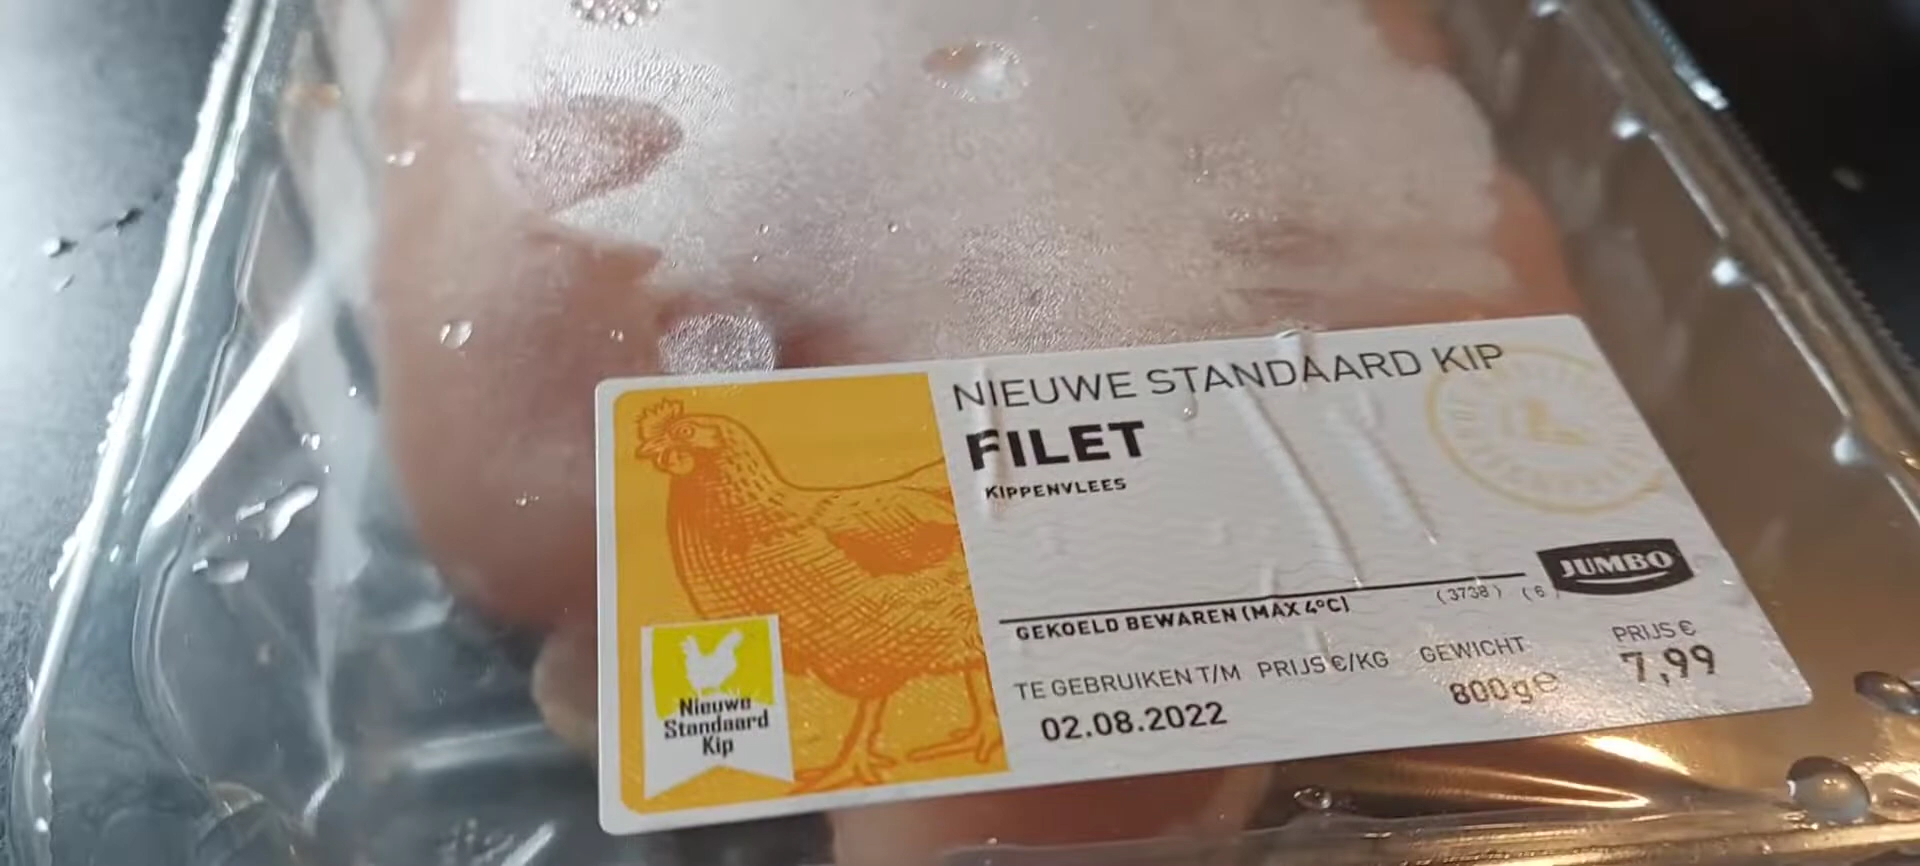 NIEUWE STANDAARD KIP
FILET
KIPPENVLEES
JUMBO
(3738) (6)
GEKOELD BEWAREN (MAX 4°C)
TE GEBRUIKEN T/M PRIJS €/KG GEWICHT PRIJS €
02.08.2022 800g℮ 7,99
Nieuwe
Standaard
Kip